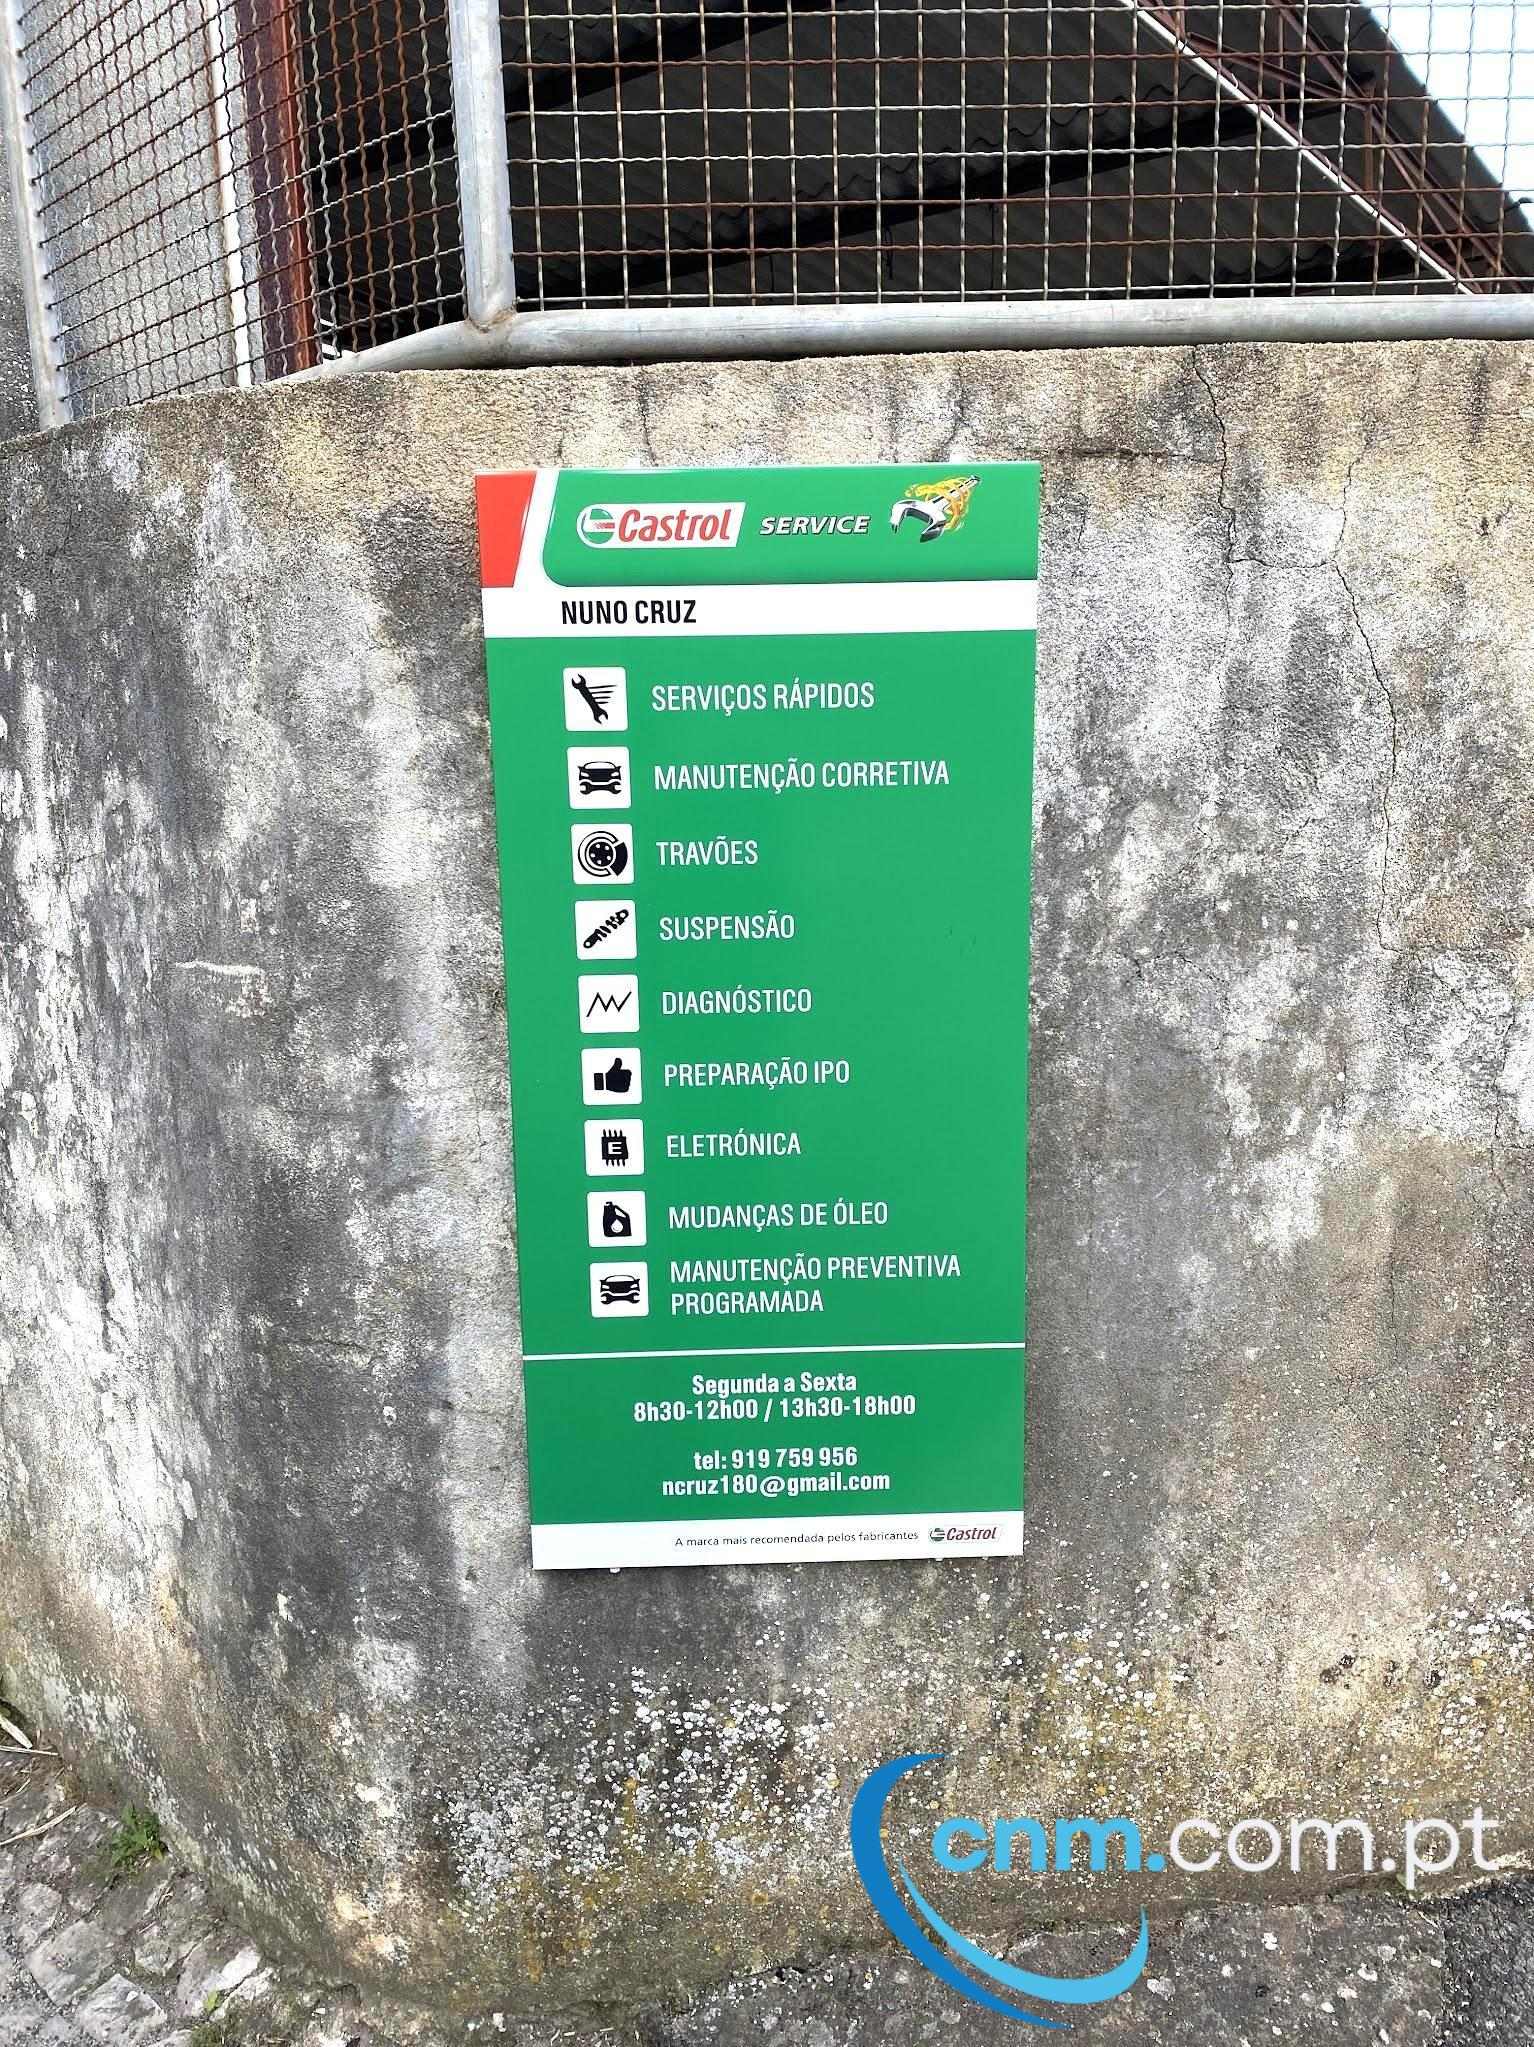 Castrol SERVICE
NUNO CRUZ
SERVIÇOS RÁPIDOS
MANUTENÇÃO CORRETIVA
TRAVÕES
SUSPENSÃO
DIAGNÓSTICO
PREPARAÇÃO IPO
E
ELETRÓNICA
MUDANÇAS DE ÓLEO
MANUTENÇÃO PREVENTIVA
PROGRAMADA
Segunda a Sexta
8h30-12h00 / 13h30-18h00
tel: 919 759 956
ncruz180@gmail.com
A marca mais recomendada pelos fabricantes Castrol
cnm.com.pt